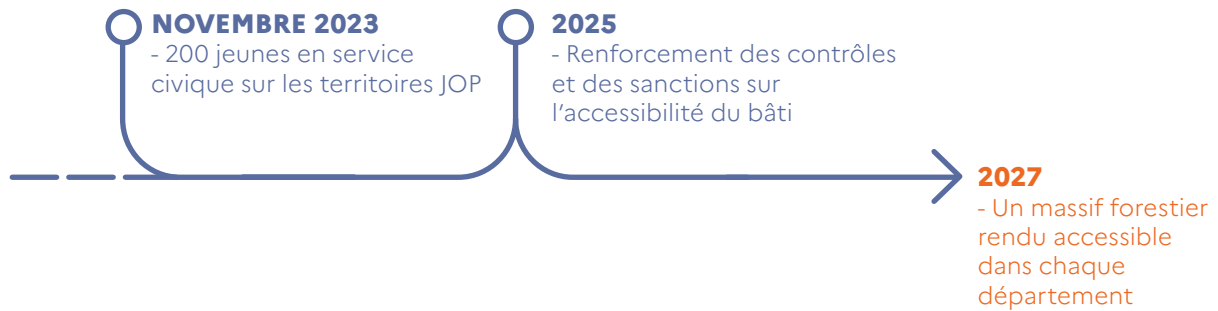 NOVEMBRE 2023
- 200 jeunes en service
civique sur les territoires JOP
2025
- Renforcement des contrôles
et des sanctions sur
l’accessibilité du bâti
2027
- Un massif forestier
rendu accessible
dans chaque
département